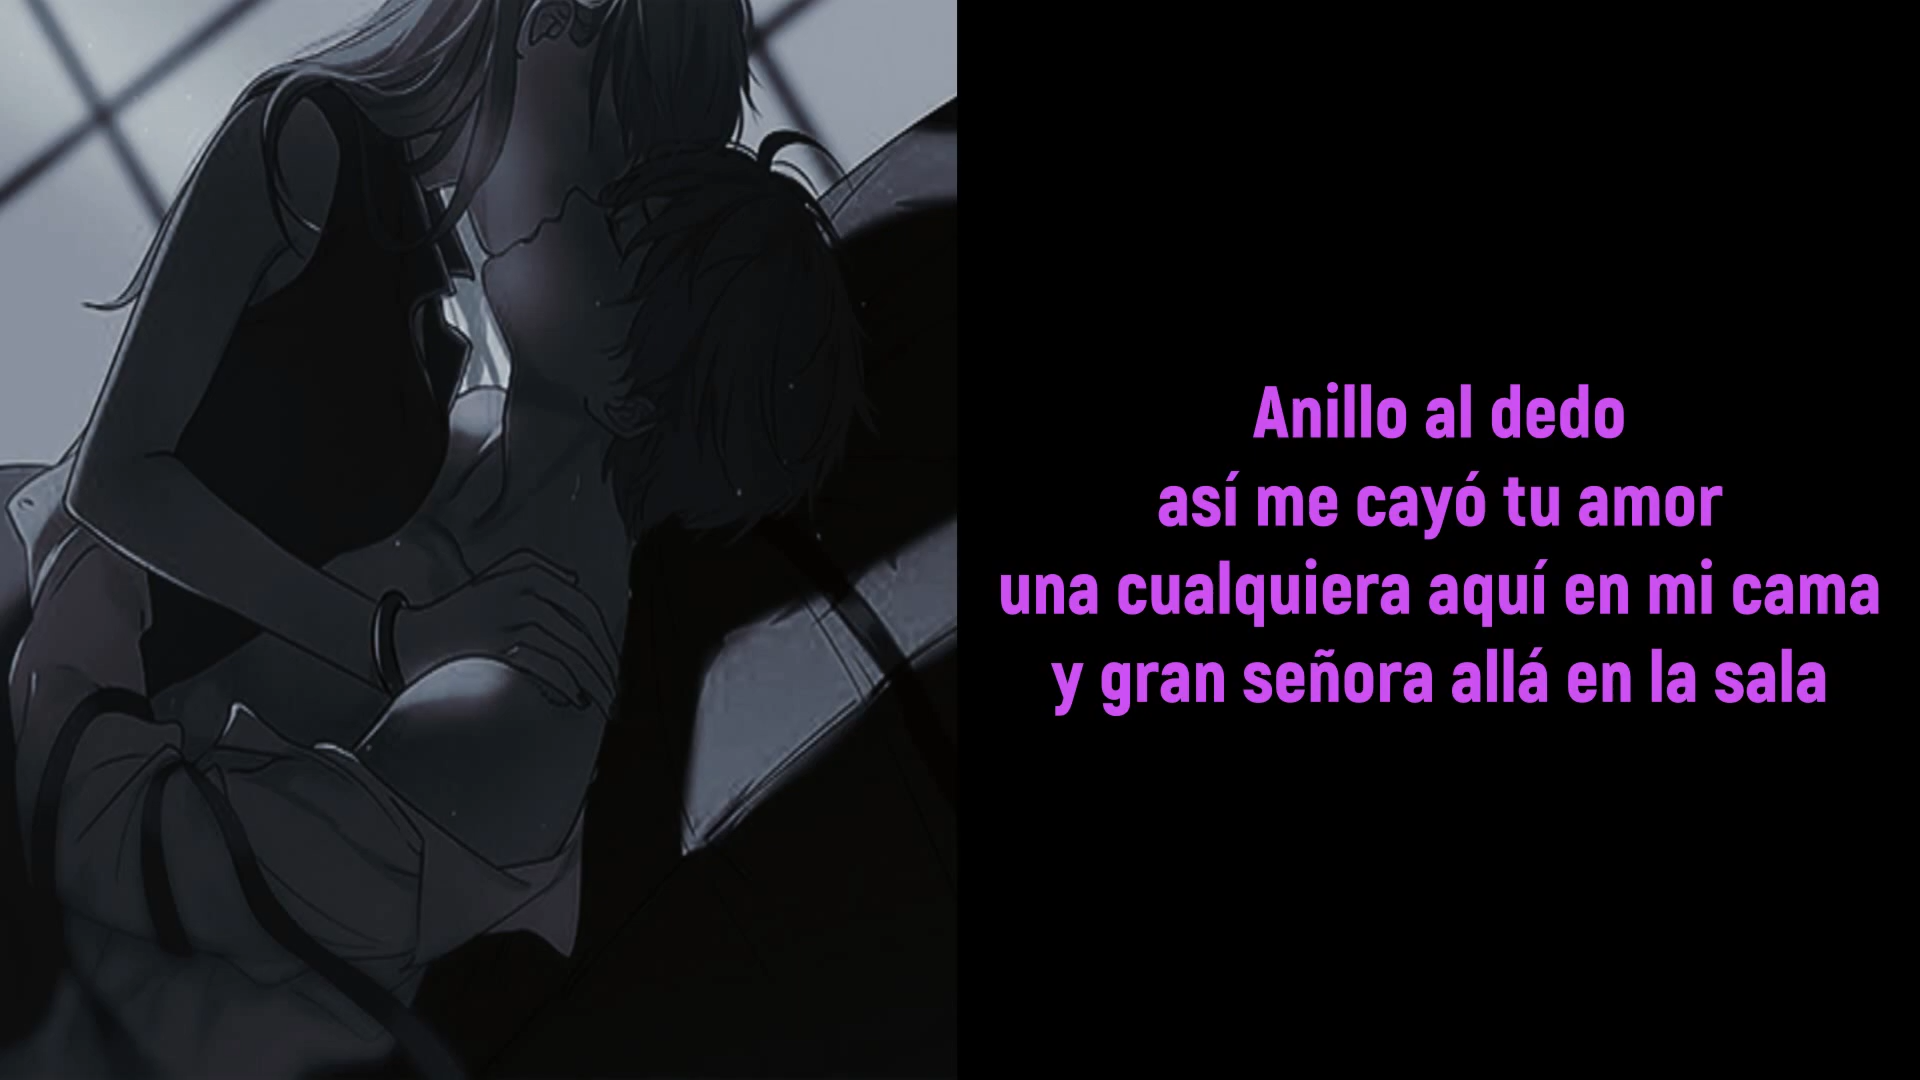 Anillo al dedo
así me cayó tu amor
una cualquiera aquí en mi cama
y gran señora allá en la sala